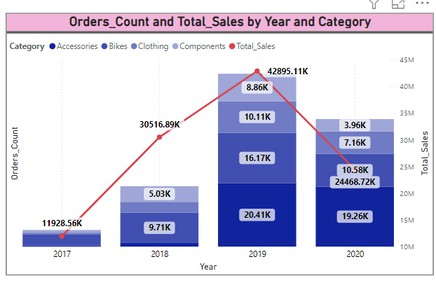 Orders_Count and Total_Sales by Year and Category
Category Accessories Bikes Clothing Components Total_Sales
42895.11K
45M
8.86K
40M
30516.89K
3.96K
35M
10.11K
7.16K
30M
Orders_Count
Total_Sales
16.17K
10.58K
25M
5.03K
24468.72K
11928.56K
20M
9.71K
20.41K
19.26K
15M
10M
2017 2018 2019 2020
Year